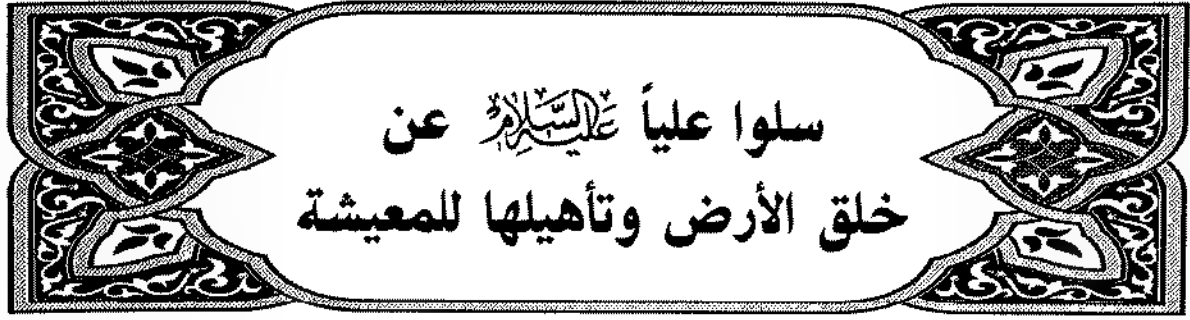 سلوا علياً عليه السلام عن
خلق الأرض وتأهيلها للمعيشة